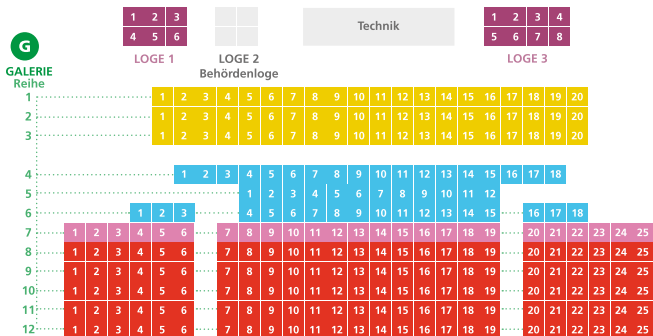 1 2 3
4 5 6
LOGE 1
LOGE 2
Behördenloge
Technik
1 2 3 4
5 6 7 8
LOGE 3
G
GALERIE
Reihe
1 1 2 3 4 5 6 7 8 9 10 11 12 13 14 15 16 17 18 19 20
2 1 2 3 4 5 6 7 8 9 10 11 12 13 14 15 16 17 18 19 20
3 1 2 3 4 5 6 7 8 9 10 11 12 13 14 15 16 17 18 19 20
4 1 2 3 4 5 6 7 8 9 10 11 12 13 14 15 16 17 18
5 1 2 3 4 5 6 7 8 9 10 11 12
6 1 2 3 4 5 6 7 8 9 10 11 12 13 14 15 16 17 18
7 1 2 3 4 5 6 7 8 9 10 11 12 13 14 15 16 17 18 19 20 21 22 23 24 25
8 1 2 3 4 5 6 7 8 9 10 11 12 13 14 15 16 17 18 19 20 21 22 23 24 25
9 1 2 3 4 5 6 7 8 9 10 11 12 13 14 15 16 17 18 19 20 21 22 23 24 25
10 1 2 3 4 5 6 7 8 9 10 11 12 13 14 15 16 17 18 19 20 21 22 23 24 25
11 1 2 3 4 5 6 7 8 9 10 11 12 13 14 15 16 17 18 19 20 21 22 23 24 25
12 1 2 3 4 5 6 7 8 9 10 11 12 13 14 15 16 17 18 19 20 21 22 23 24 25